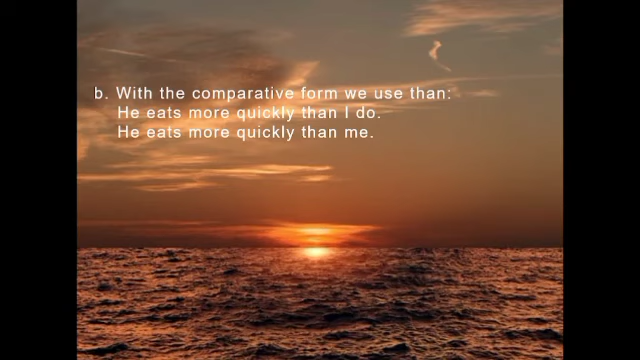 b. With the comparative form we use than:
He eats more quickly than I do.
He eats more quickly than me.